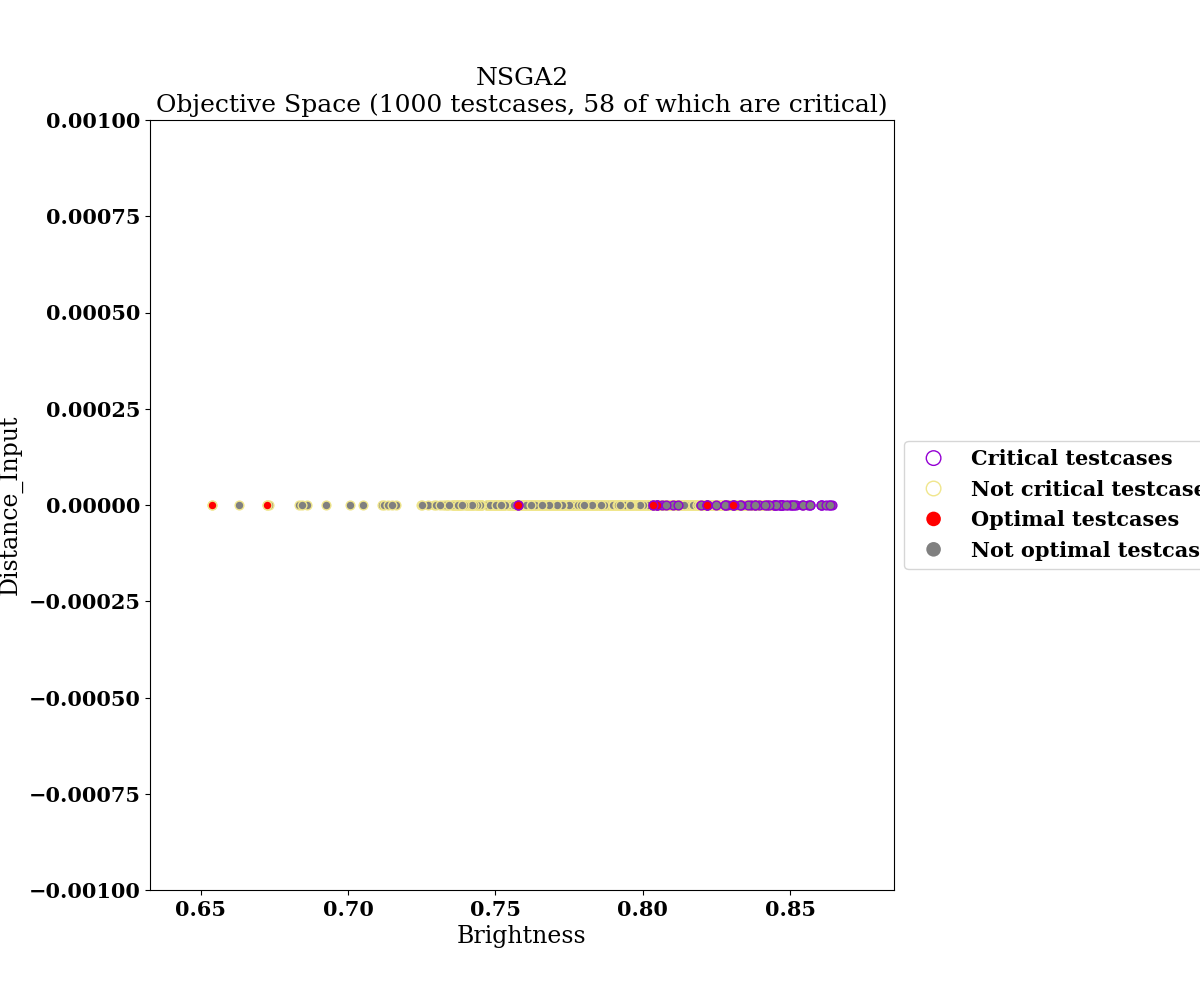 NSGA2
Objective Space (1000 testcases, 58 of which are critical)
0.00100
0.00075
0.00050
0.00025
0.00000
−0.00025
−0.00050
−0.00075
−0.00100
Distance_Input
0.65 0.70 0.75 0.80 0.85
Brightness
Critical testcases
Not critical testcase
Optimal testcases
Not optimal testcas